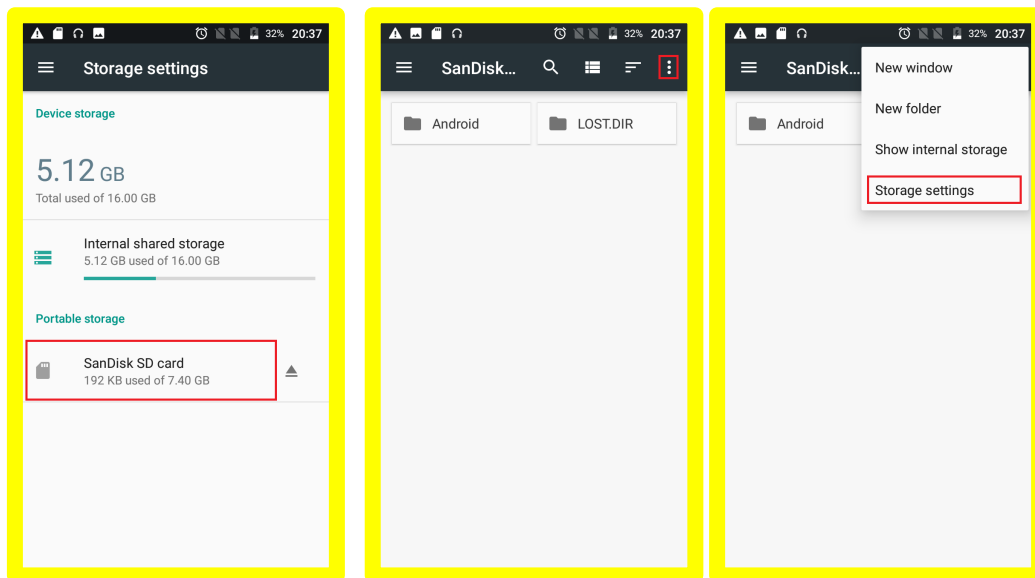 32% 20:37
Storage settings
Device storage
5.12 GB
Total used of 16.00 GB
Internal shared storage
5.12 GB used of 16.00 GB
Portable storage
SanDisk SD card
192 KB used of 7.40 GB
32% 20:37
SanDisk...
Android
LOST.DIR
32% 20:37
SanDisk...
Android
New window
New folder
Show internal storage
Storage settings